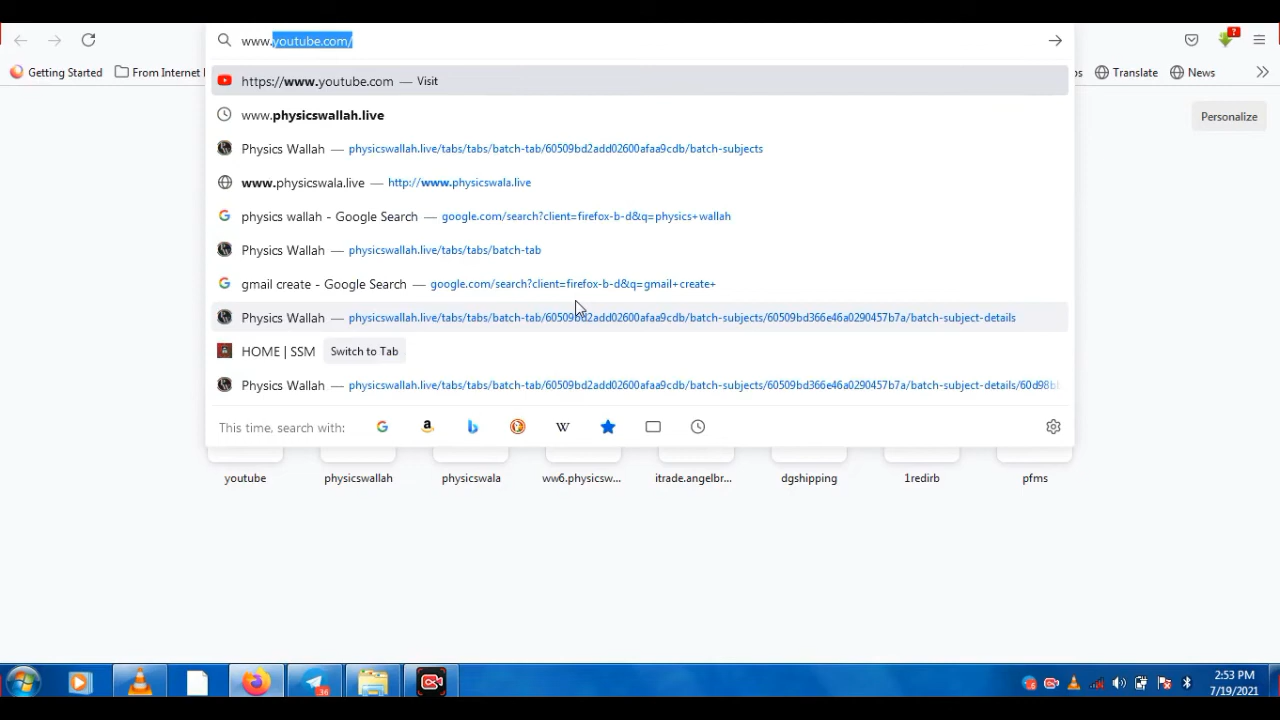 www.youtube.com/
Getting Started
From Internet
Translate
News
https://www.youtube.com — Visit
www.physicswallah.live
Personalize
Physics Wallah — physicswallah.live/tabs/tabs/batch-tab/60509bd2add02600afaa9cdb/batch-subjects
www.physicswala.live — http://www.physicswala.live
physics wallah - Google Search — google.com/search?client=firefox-b-d&q=physics+wallah
Physics Wallah — physicswallah.live/tabs/tabs/batch-tab
gmail create - Google Search — google.com/search?client=firefox-b-d&q=gmail+create+
Physics Wallah — physicswallah.live/tabs/tabs/batch-tab/60509bd2add02600afaa9cdb/batch-subjects/60509bd366e46a0290457b7a/batch-subject-details
HOME | SSM Switch to Tab
Physics Wallah — physicswallah.live/tabs/tabs/batch-tab/60509bd2add02600afaa9cdb/batch-subjects/60509bd366e46a0290457b7a/batch-subject-details/60d98b
This time, search with:
youtube
physicswallah
physicswala
ww6.physicsw...
itrade.angelbr...
dgshipping
1redirb
pfms
36
2:53 PM
7/19/2021